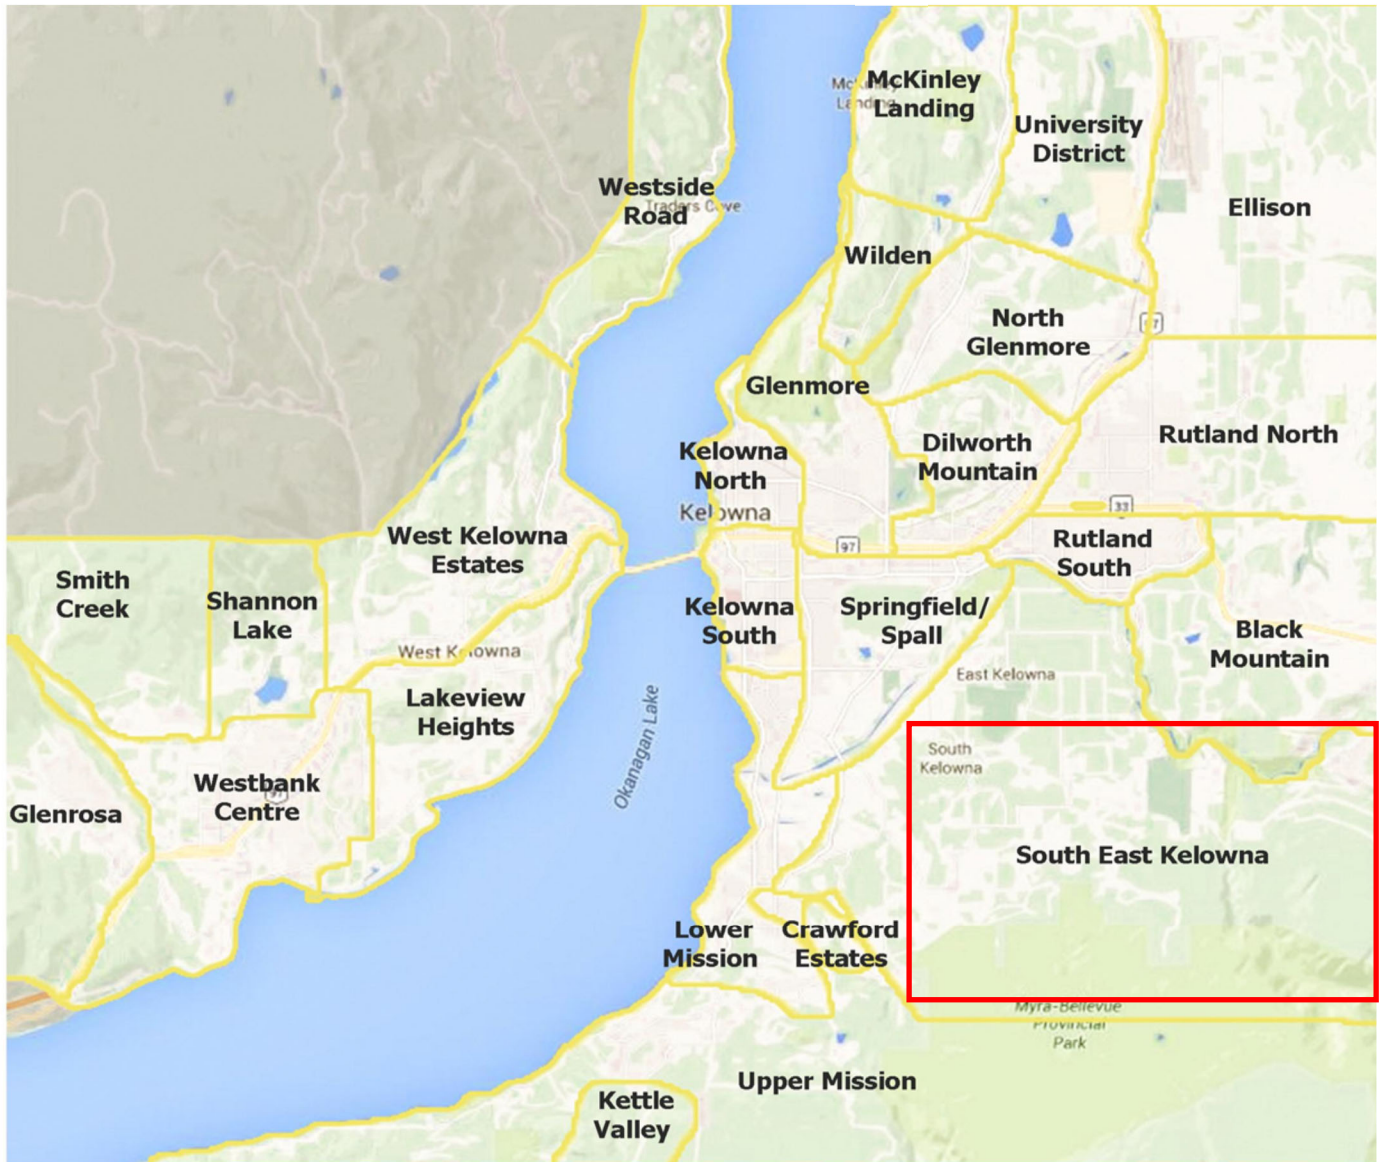 McKinley
Landing
McKinley
Landing
University
District
Westside
Road
Traders Cove
Ellison
Wilden
North
Glenmore
97
Glenmore
Rutland North
Dilworth
Mountain
Kelowna
North
Kelowna
33
97
West Kelowna
Estates
Rutland
South
Smith
Creek
Shannon
Lake
Kelowna
South
Springfield/
Spall
Black
Mountain
West Kelowna
East Kelowna
Lakeview
Heights
Okanagan Lake
South
Kelowna
Westbank
Centre
97
Glenrosa
South East Kelowna
Lower
Mission
Crawford
Estates
Myra-Bellevue
Provincial
Park
Upper Mission
Kettle
Valley